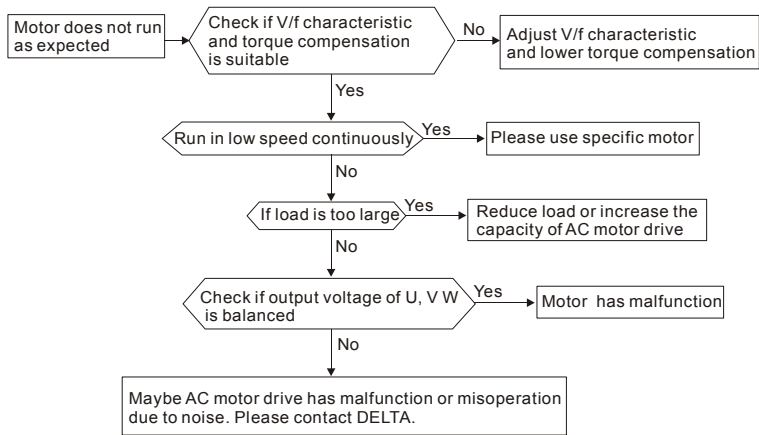 Motor does not run
as expected
Check if V/f characteristic
and torque compensation
is suitable
No
Adjust V/f characteristic
and lower torque compensation
Yes
Run in low speed continuously
Yes
Please use specific motor
No
If load is too large
Yes
Reduce load or increase the
capacity of AC motor drive
No
Check if output voltage of U, V W
is balanced
Yes
Motor has malfunction
No
Maybe AC motor drive has malfunction or misoperation
due to noise. Please contact DELTA.